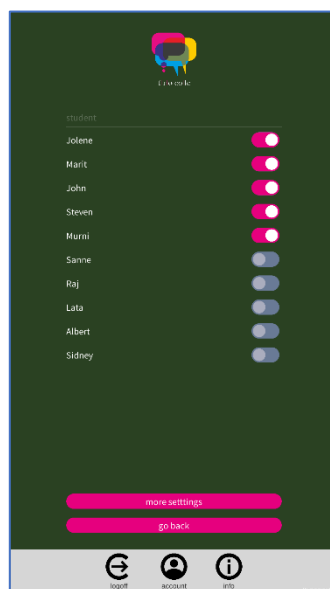 student
Jolene
Marit
John
Steven
Murni
Sanne
Raj
Lata
Albert
Sidney
more setttings
go back
logoff account info